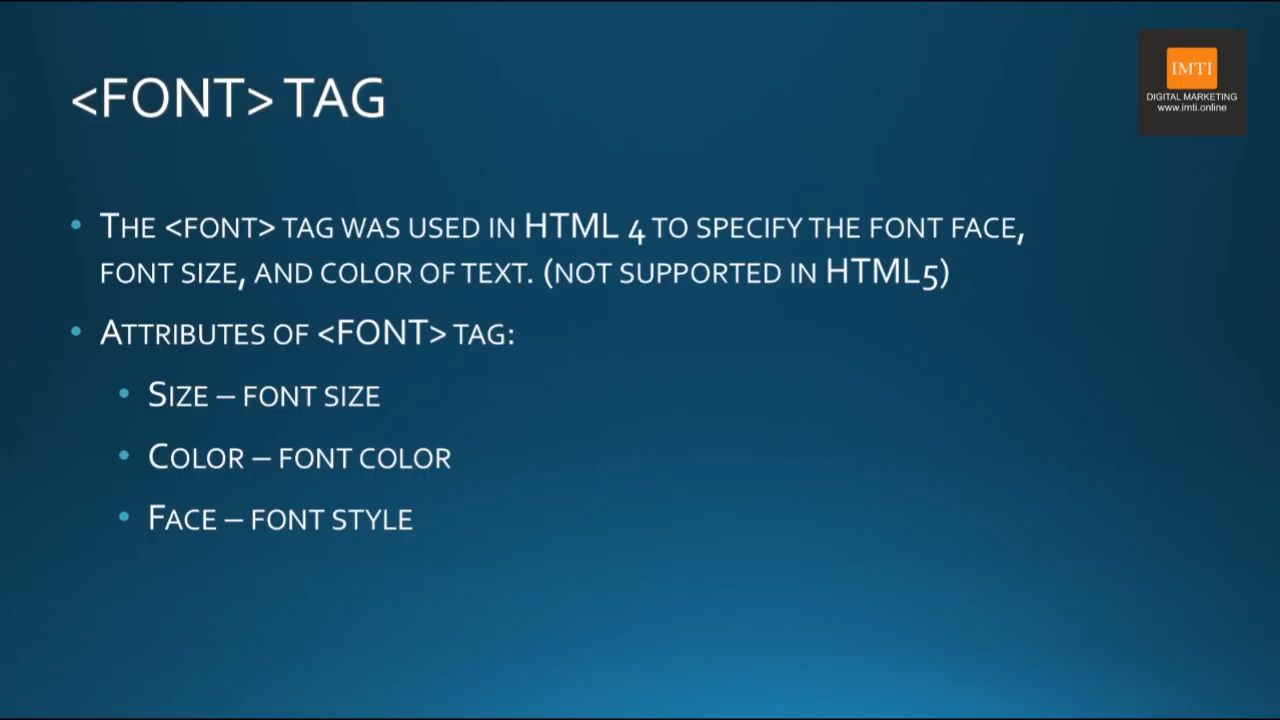 <FONT> TAG
IMTI
DIGITAL MARKETING
www.imti.online
• THE <FONT> TAG WAS USED IN HTML 4 TO SPECIFY THE FONT FACE,
FONT SIZE, AND COLOR OF TEXT. (NOT SUPPORTED IN HTML5)
• ATTRIBUTES OF <FONT> TAG:
• SIZE – FONT SIZE
• COLOR – FONT COLOR
• FACE – FONT STYLE